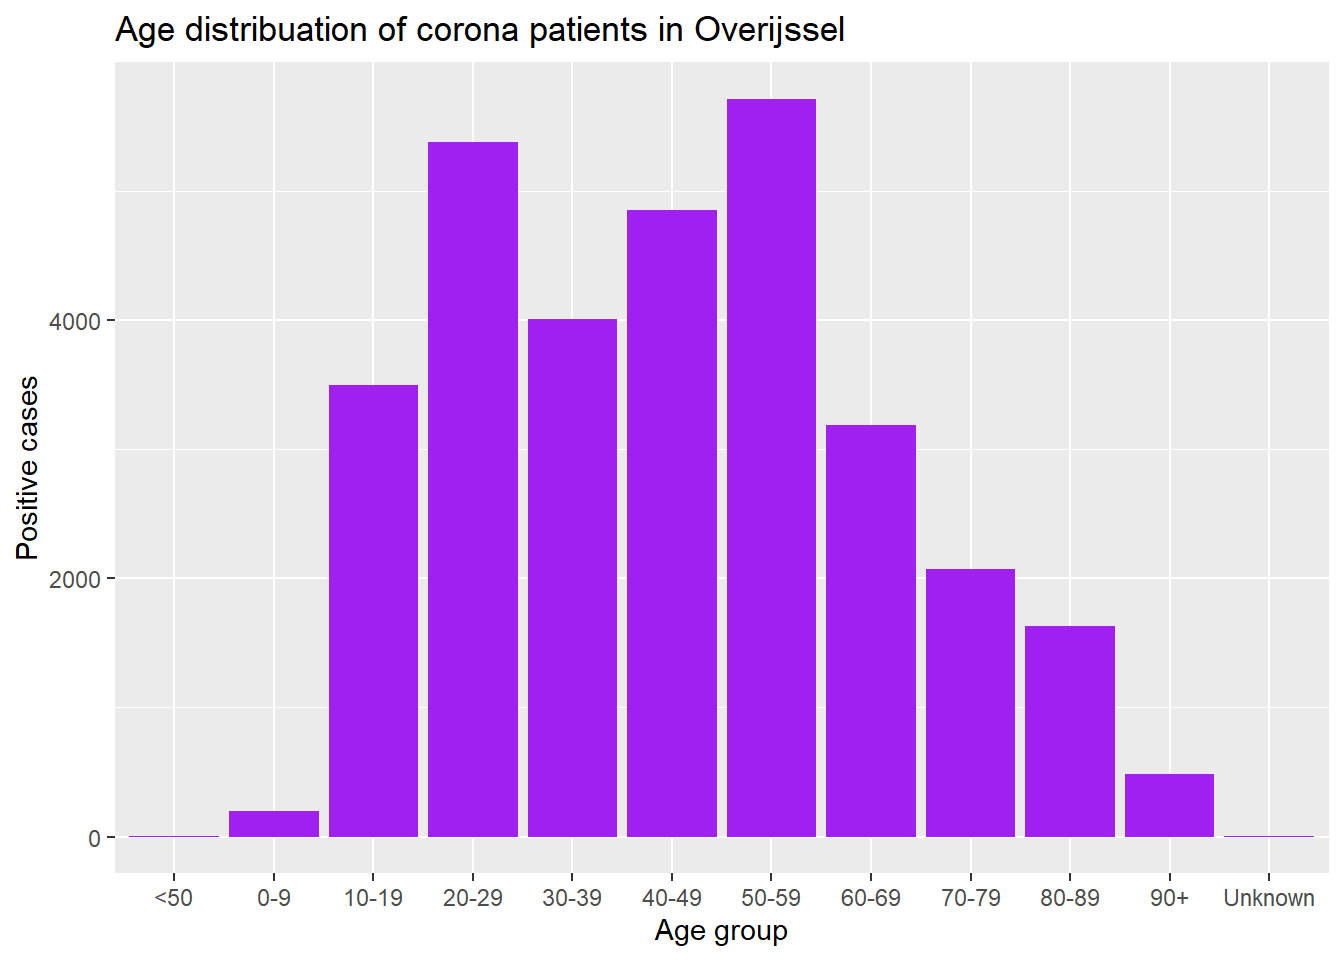 Age distribuation of corona patients in Overijssel
Positive cases
4000
2000
0
<50 0-9 10-19 20-29 30-39 40-49 50-59 60-69 70-79 80-89 90+ Unknown
Age group